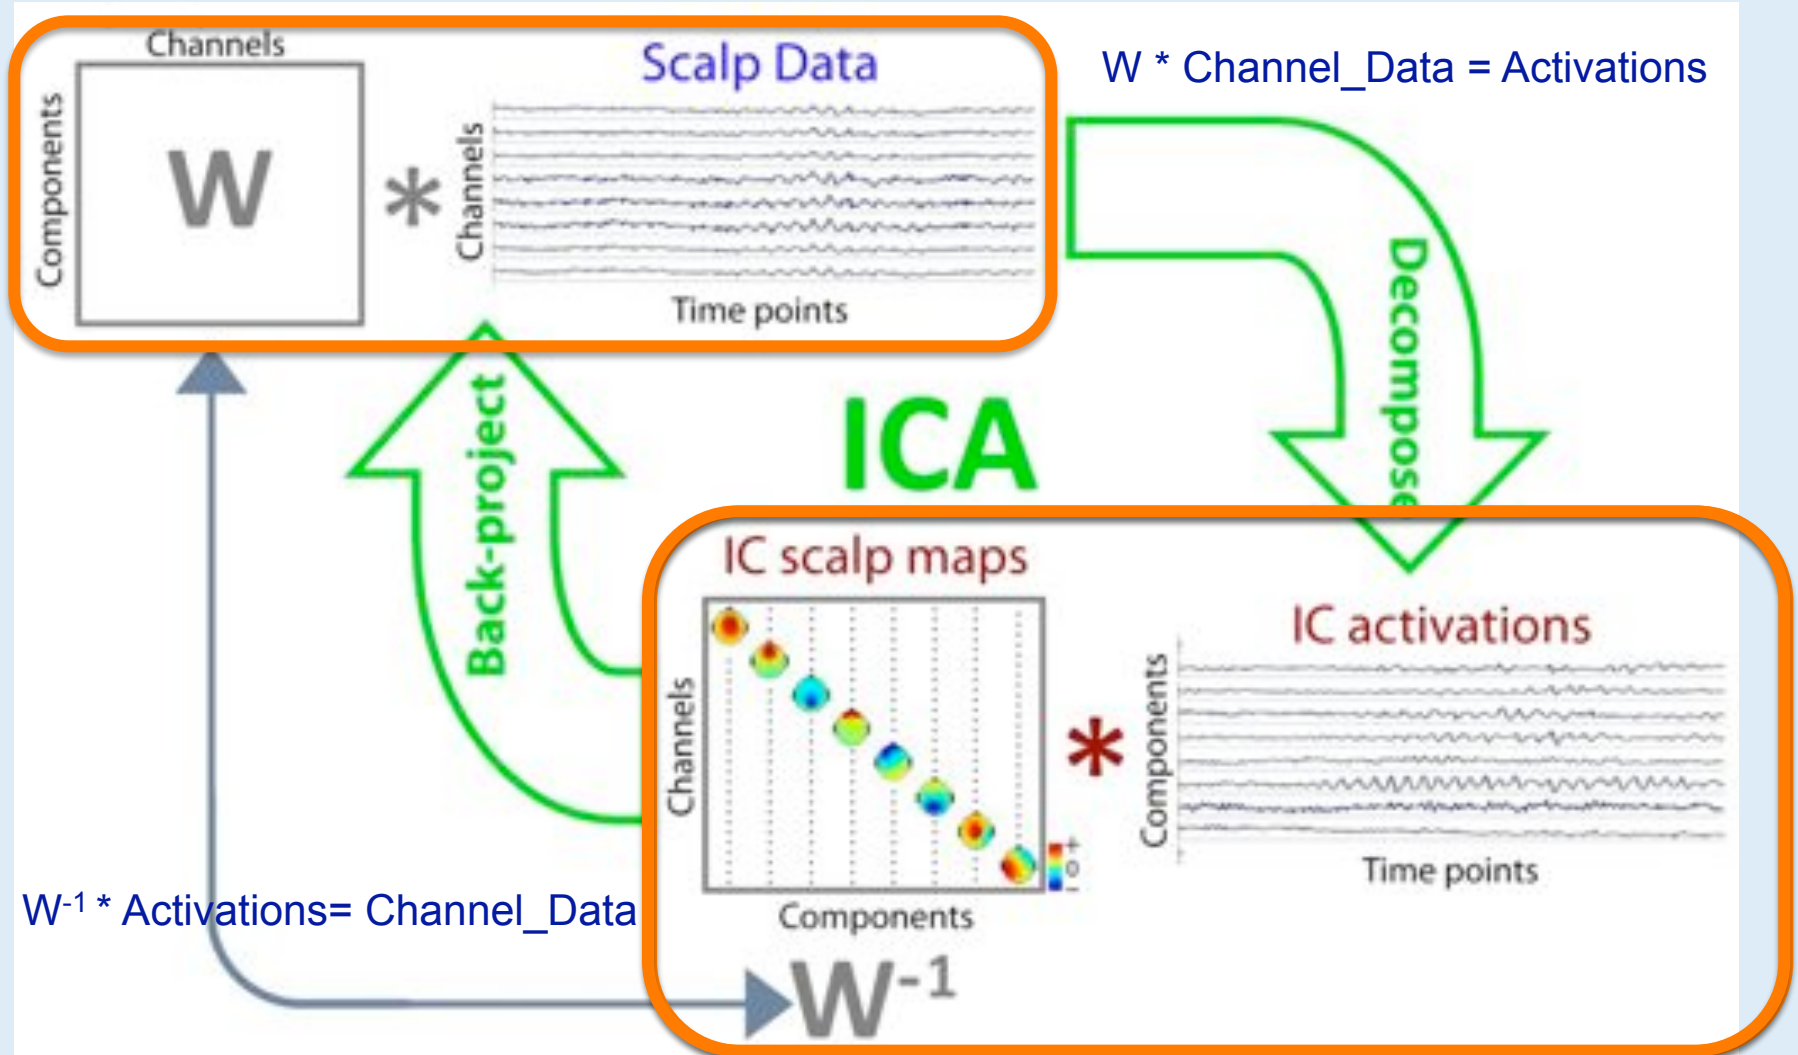 Channels
Scalp Data
W * Channel_Data = Activations
Components
W
*
Channels
Time points
Decompose
Back-project
ICA
IC scalp maps
IC activations
Channels
*
Components
+
0
-
Time points
W-1 * Activations= Channel_Data
Components
W-1